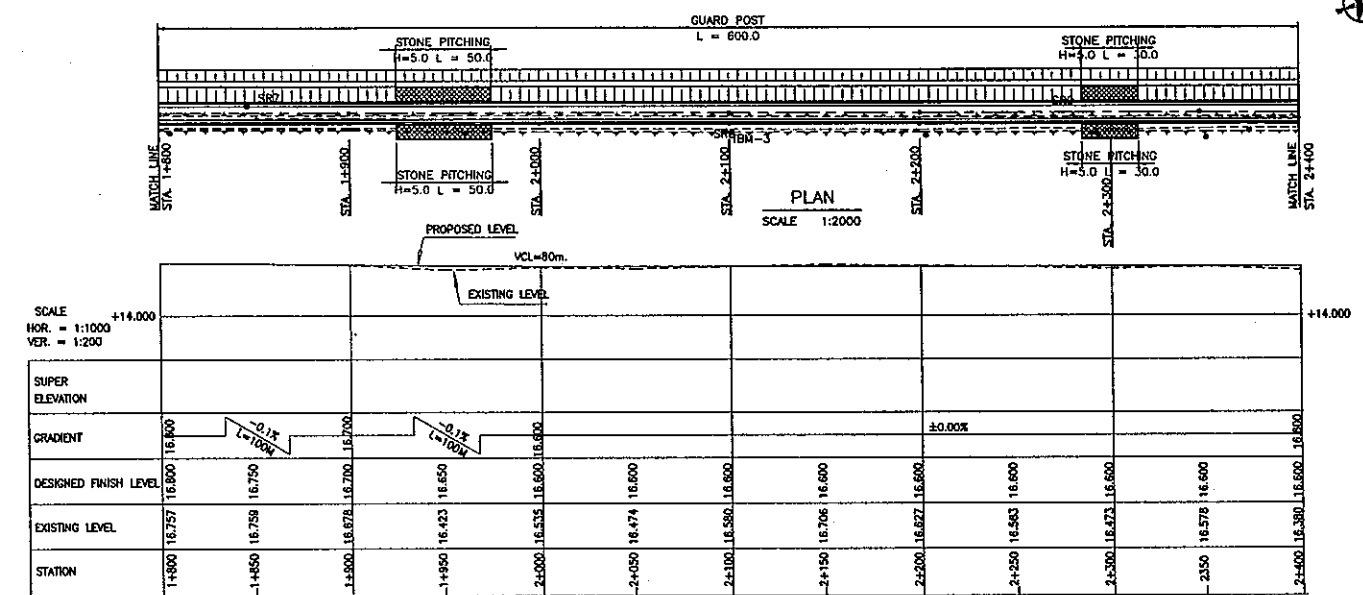 GUARD POST
L = 600.0
STONE PITCHING
H=5.0 L = 50.0
STONE PITCHING
H=5.0 L = 30.0
SR7
SR8
TBM-3
STONE PITCHING
H=5.0 L = 50.0
STONE PITCHING
H=5.0 L = 30.0
MATCH LINE
STA. 1+800
STA. 1+900
STA. 2+000
STA. 2+100
STA. 2+200
STA. 2+300
MATCH LINE
STA. 2+400
PLAN
SCALE 1:2000
PROPOSED LEVEL
VCL=80m.
EXISTING LEVEL
SCALE
HOR. = 1:1000
VER. = 1:200
+14.000
+14.000
SUPER
ELEVATION
GRADIENT
16.800
-0.1%
L=100M
16.700
-0.1%
L=100M
16.600
±0.00%
16.600
DESIGNED FINISH LEVEL
16.800 16.750 16.700 16.650 16.600 16.600 16.600 16.600 16.600 16.600 16.600 16.600 16.600
EXISTING LEVEL
16.757 16.759 16.678 16.423 16.535 16.474 16.580 16.706 16.627 16.583 16.473 16.578 16.380
STATION
1+800 1+850 1+900 1+950 2+000 2+050 2+100 2+150 2+200 2+250 2+300 2350 2+400